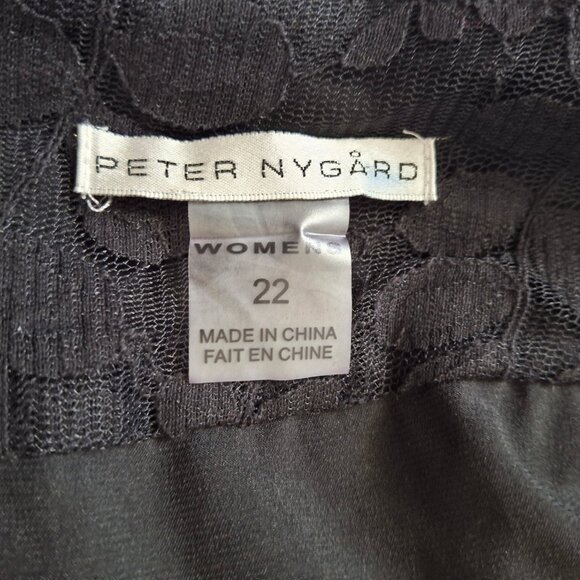 PETER NYGÅRD
WOMENS
22
MADE IN CHINA
FAIT EN CHINE